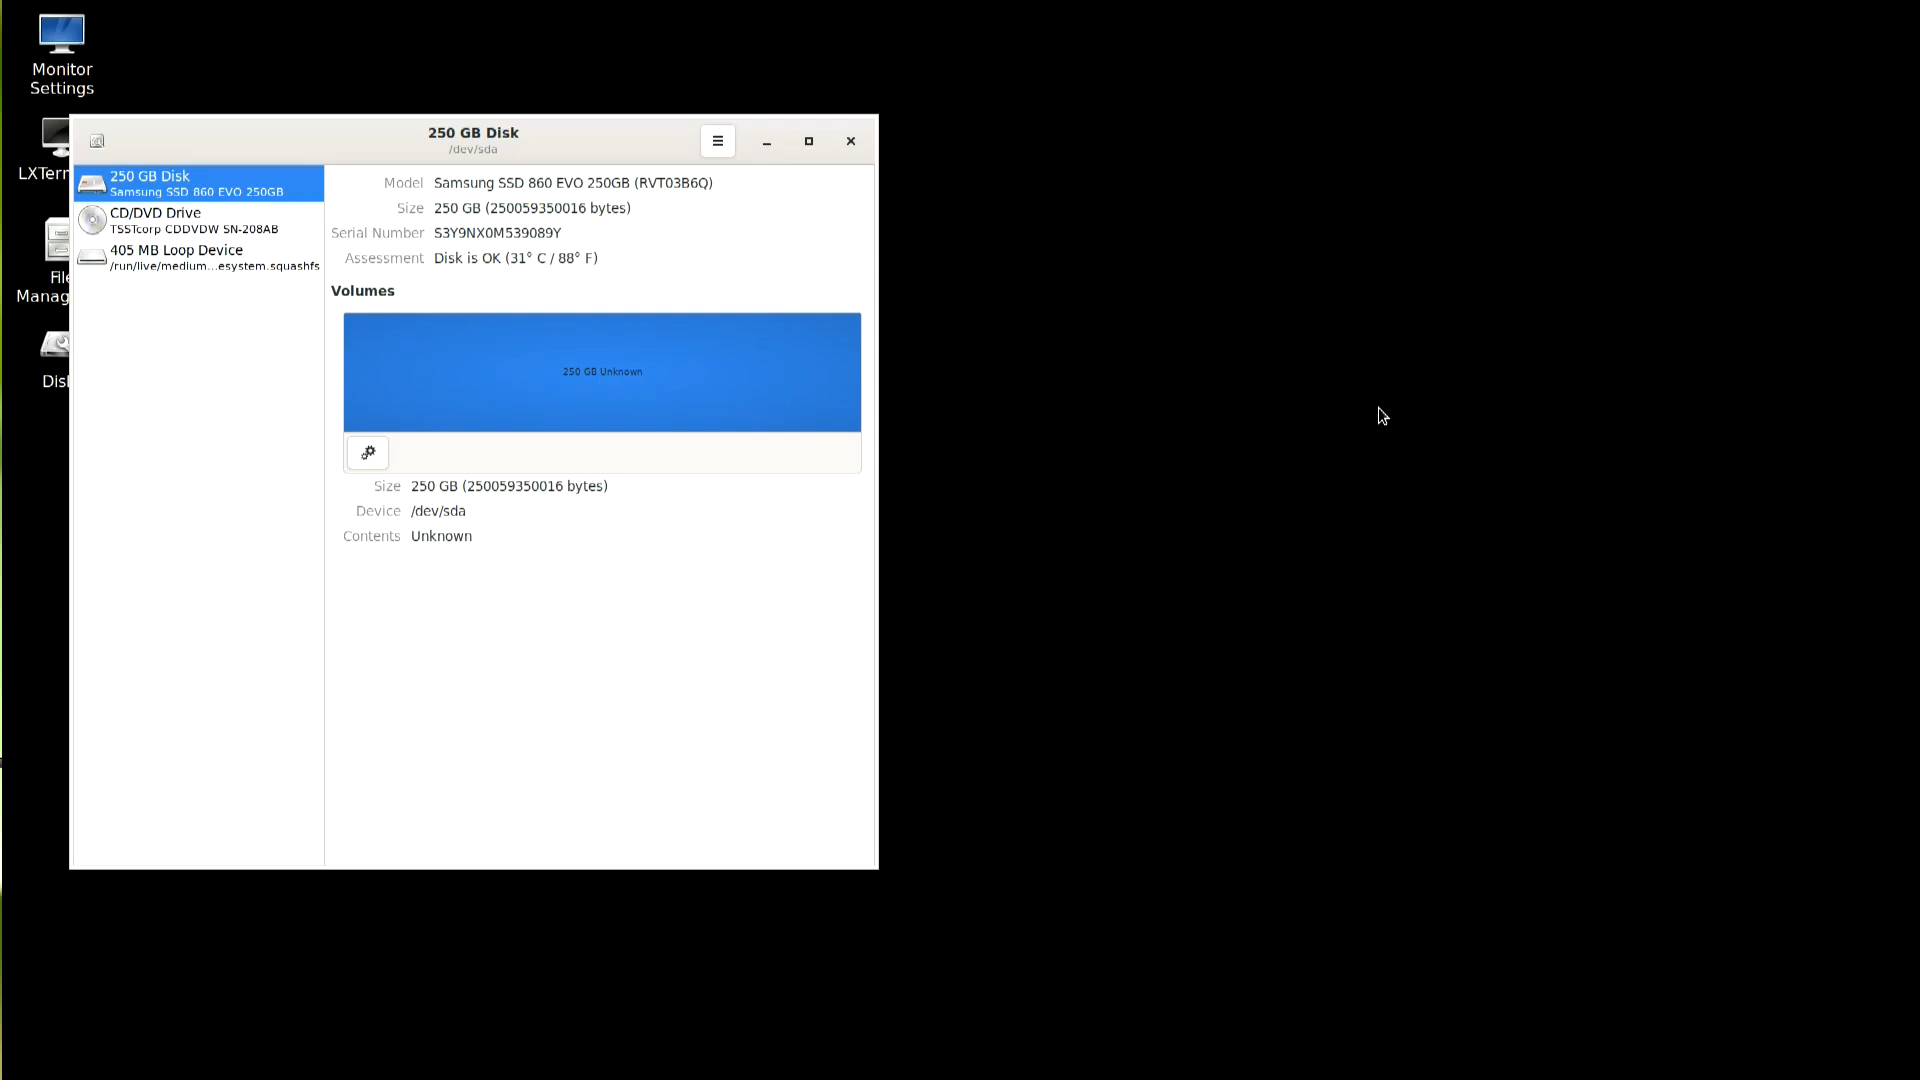 Monitor
Settings
LXTerm
File
Manag
Disk
250 GB Disk
/dev/sda
250 GB Disk
Samsung SSD 860 EVO 250GB
CD/DVD Drive
TSSTcorp CDDVDW SN-208AB
405 MB Loop Device
/run/live/medium...esystem.squashfs
Model Samsung SSD 860 EVO 250GB (RVT03B6Q)
Size 250 GB (250059350016 bytes)
Serial Number S3Y9NX0M539089Y
Assessment Disk is OK (31° C / 88° F)
Volumes
250 GB Unknown
Size 250 GB (250059350016 bytes)
Device /dev/sda
Contents Unknown